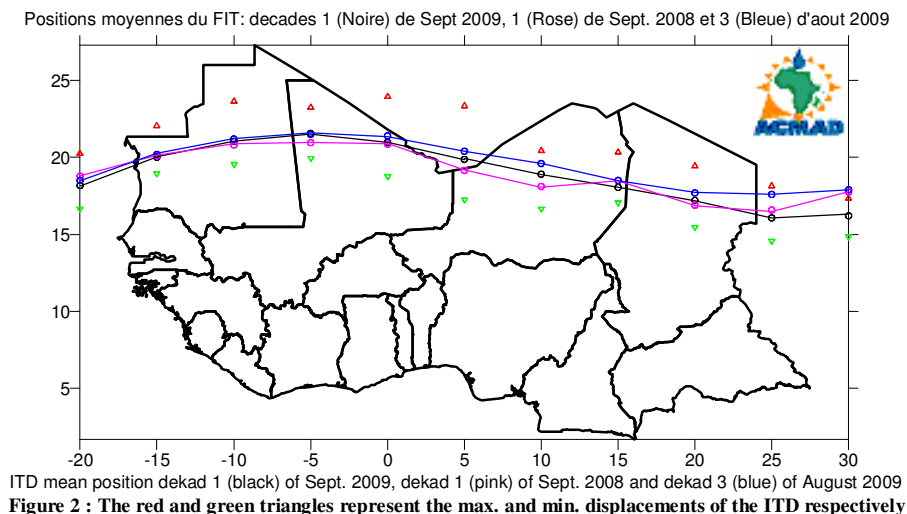 Positions moyennes du FIT: decades 1 (Noire) de Sept 2009, 1 (Rose) de Sept. 2008 et 3 (Bleue) d'aout 2009
25
20
15
10
5
ACMAD
-20 -15 -10 -5 0 5 10 15 20 25 30
ITD mean position dekad 1 (black) of Sept. 2009, dekad 1 (pink) of Sept. 2008 and dekad 3 (blue) of August 2009
Figure 2 : The red and green triangles represent the max. and min. displacements of the ITD respectively